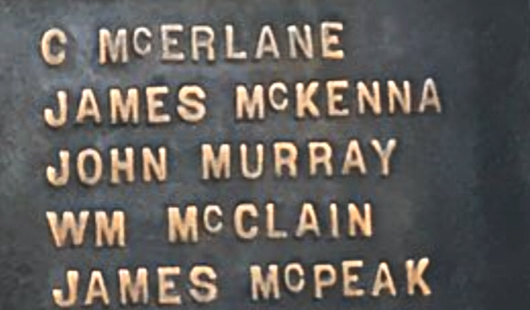 C McERLANE
JAMES McKENNA
JOHN MURRAY
WM McCLAIN
JAMES McPEAK